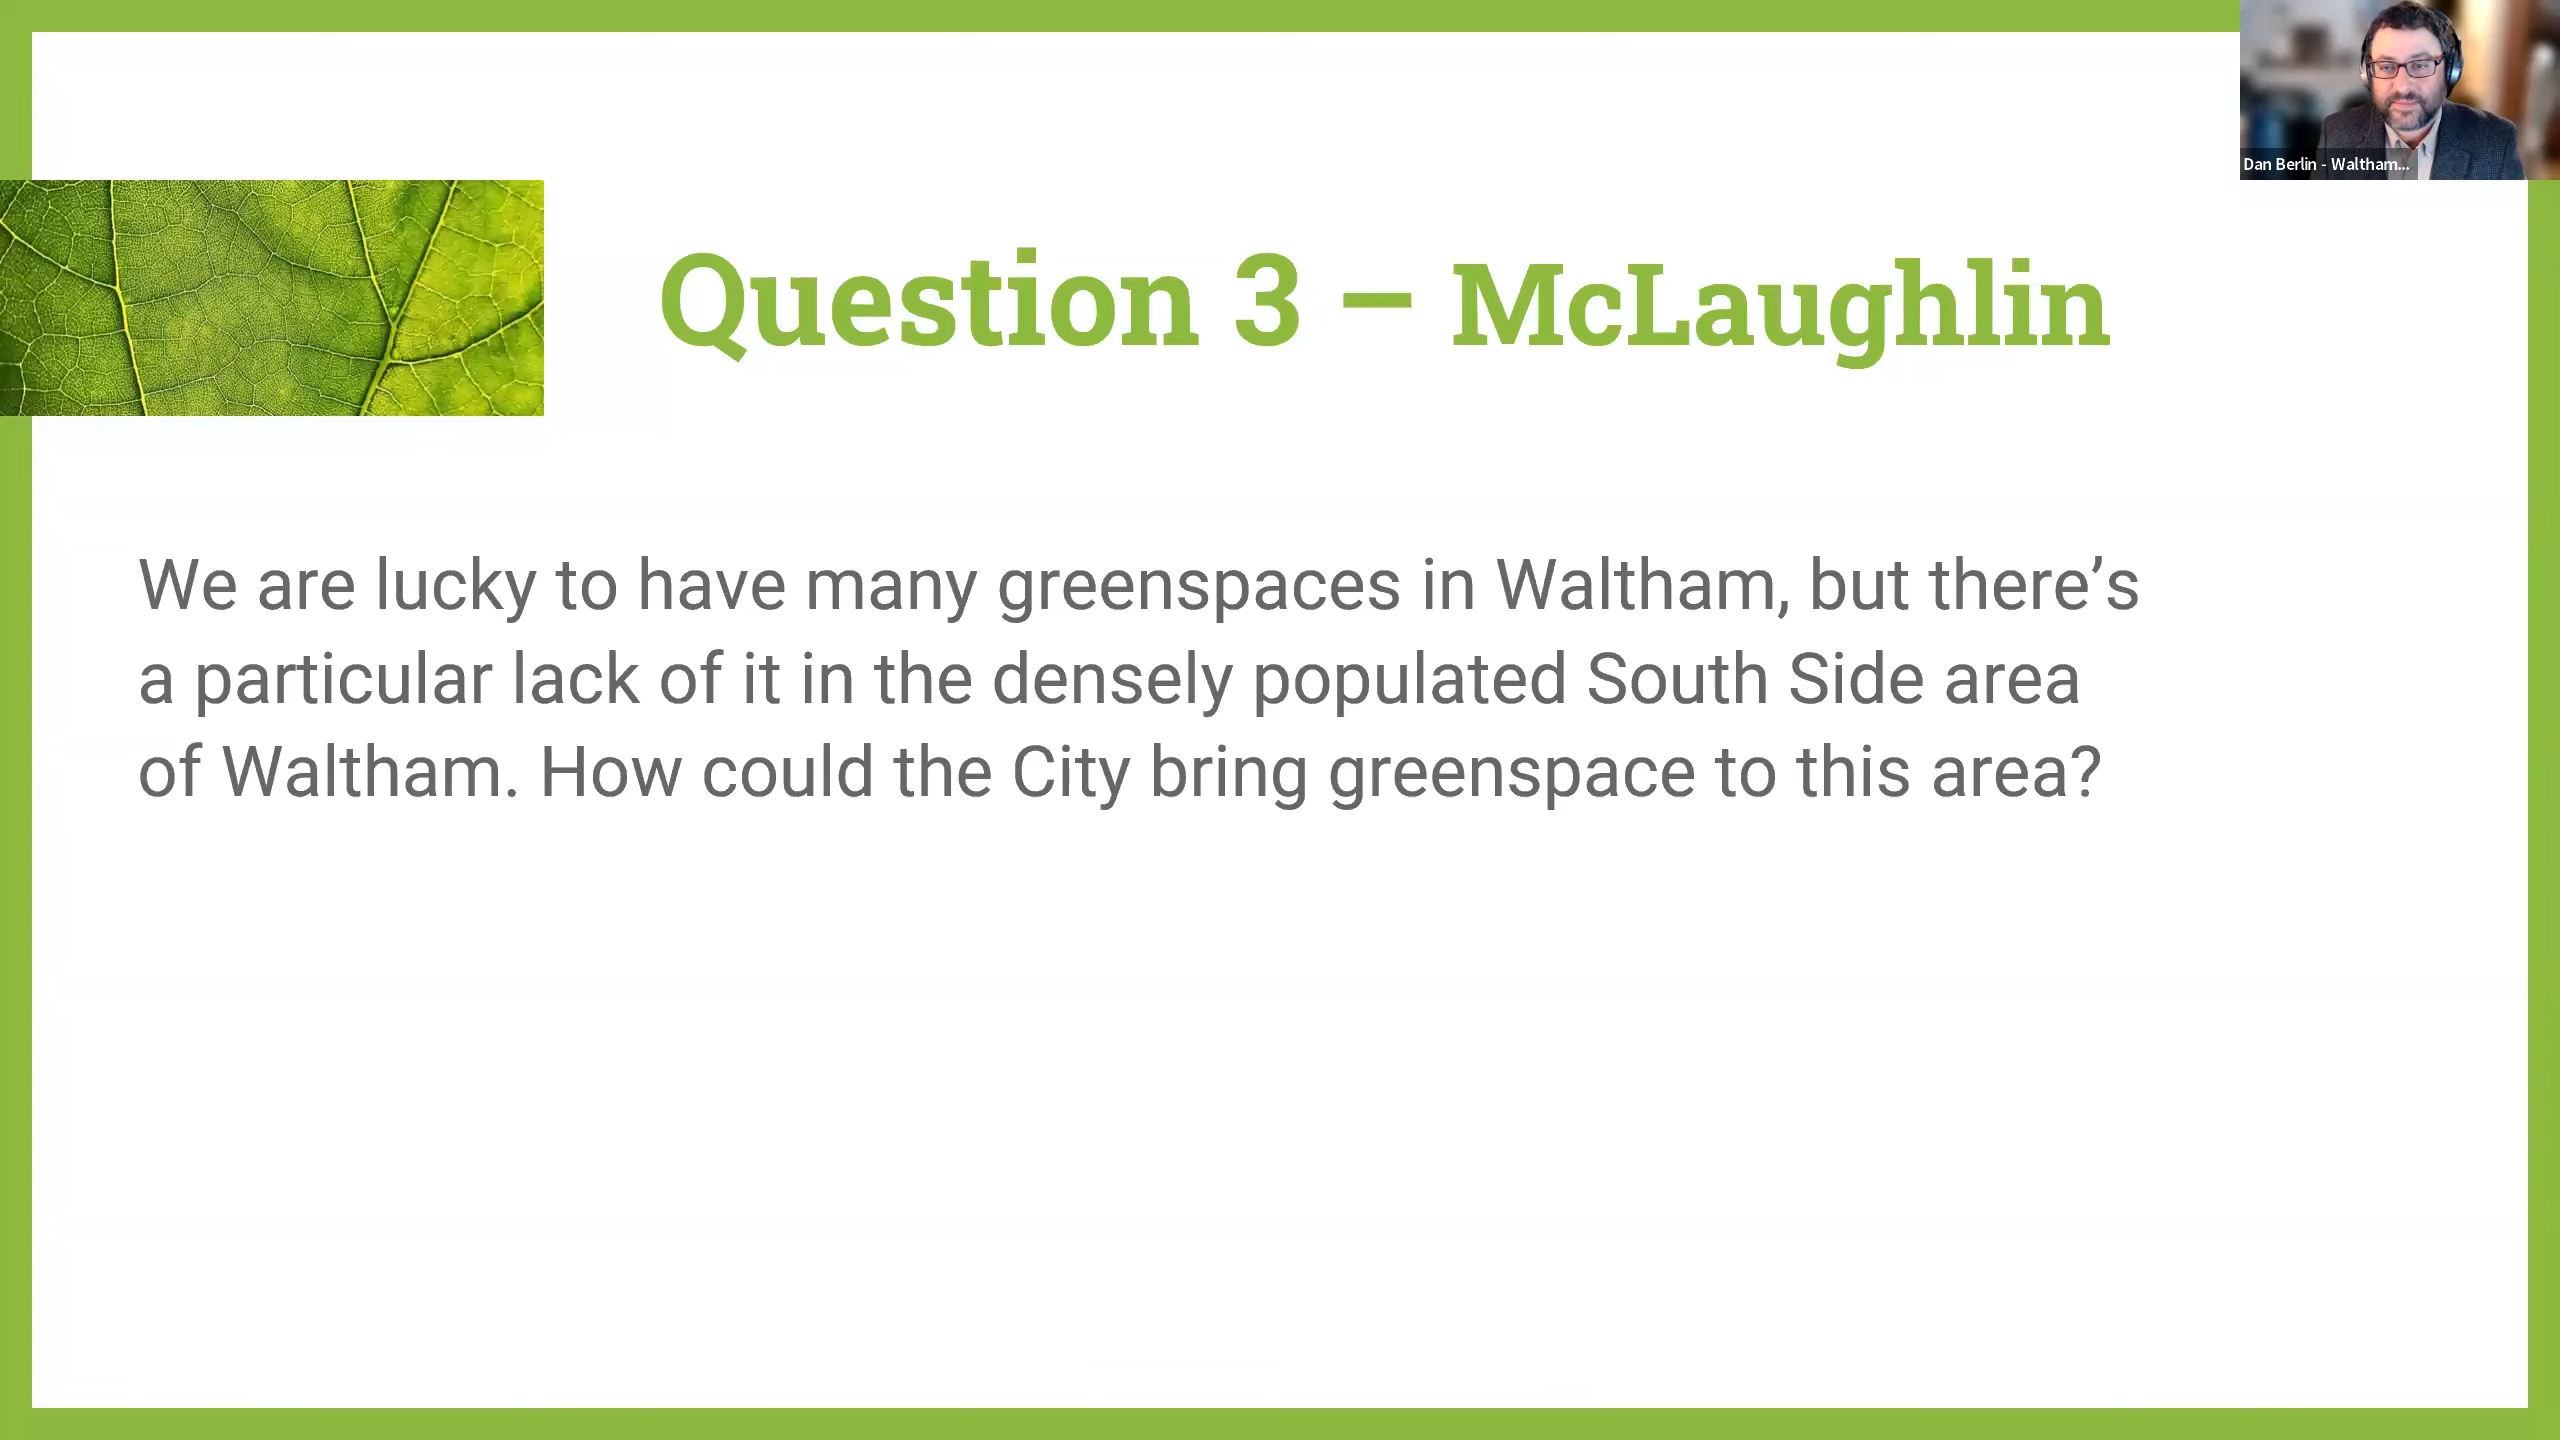 Dan Berlin - Waltham...
Question 3 – McLaughlin
We are lucky to have many greenspaces in Waltham, but there’s
a particular lack of it in the densely populated South Side area
of Waltham. How could the City bring greenspace to this area?